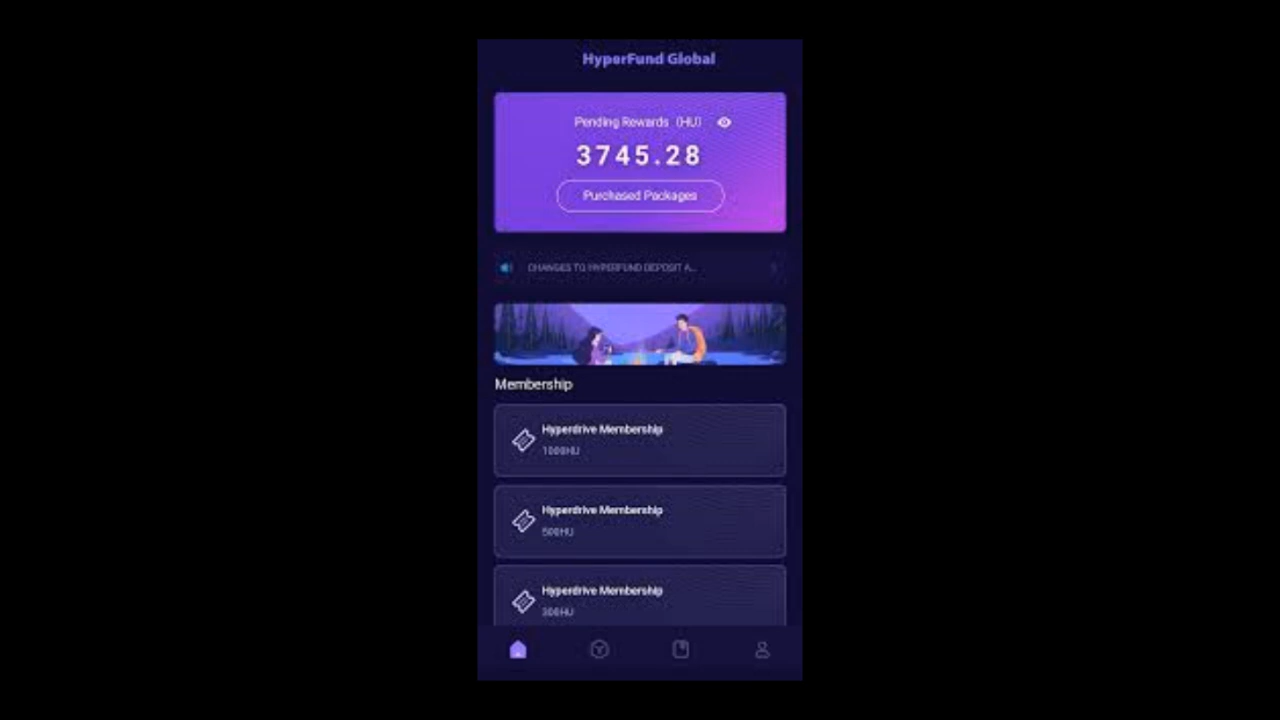 HyperFund Global
Pending Rewards (HU)
3745.28
Purchased Packages
CHANGES TO HYPERFUND DEPOSIT A...
Membership
Hyperdrive Membership
1000HU
Hyperdrive Membership
500HU
Hyperdrive Membership
300HU